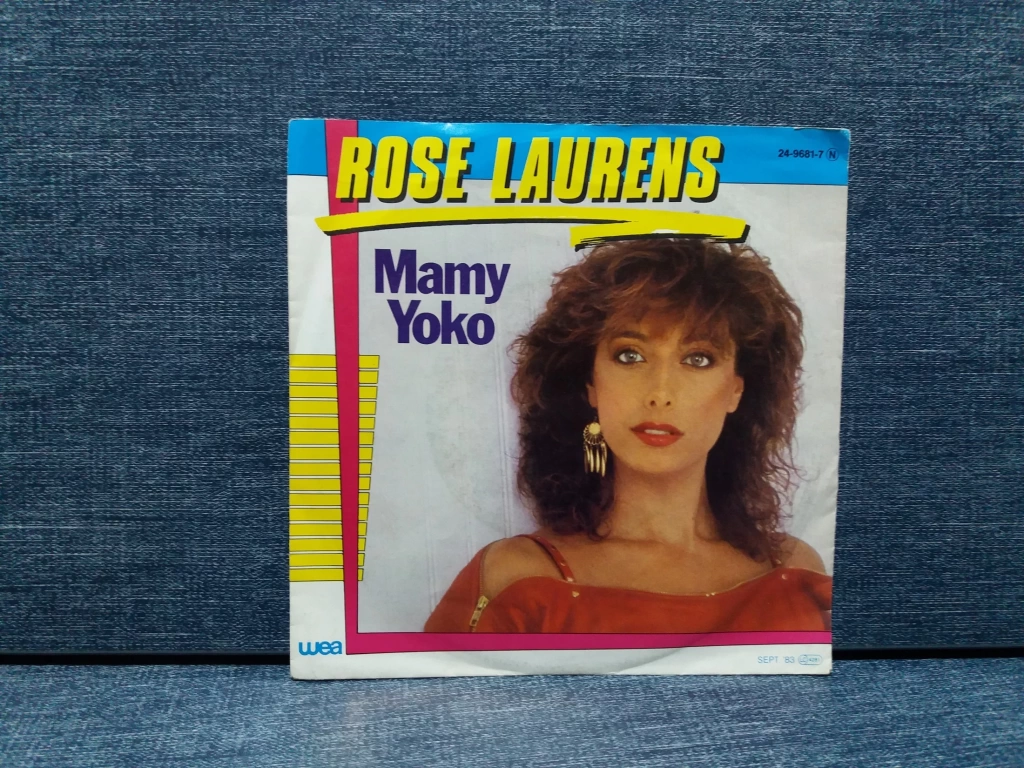 ROSE LAURENS
24-9681-7 N
Mamy
Yoko
wea
SEPT '83